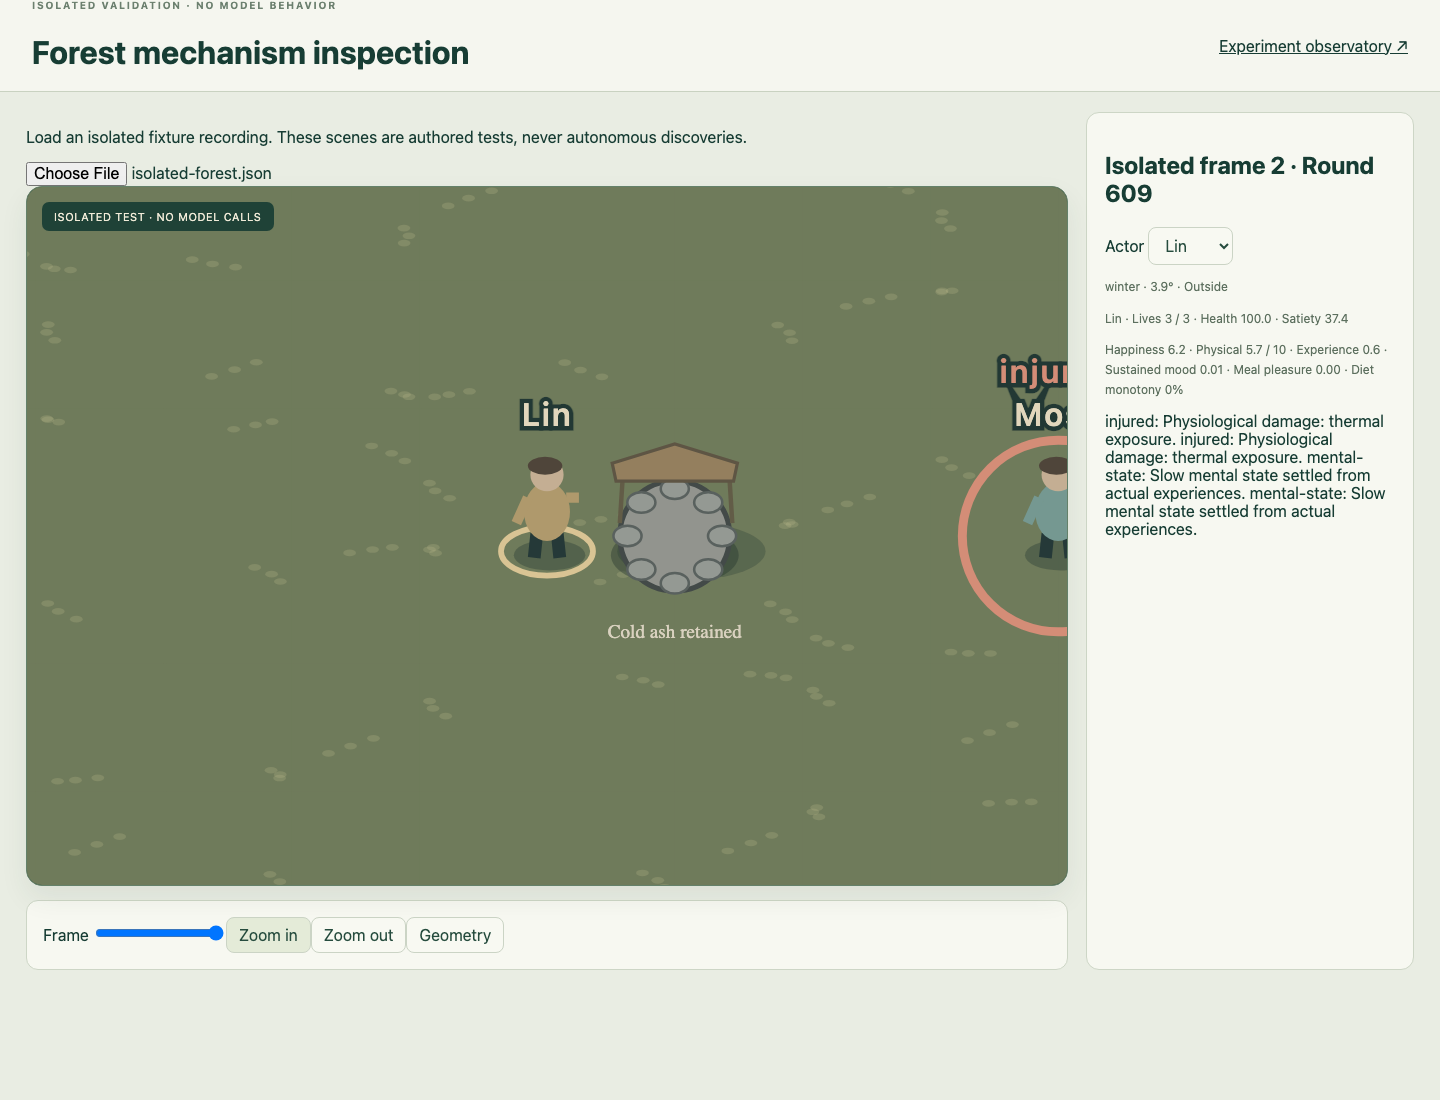 ISOLATED VALIDATION · NO MODEL BEHAVIOR
Forest mechanism inspection
Experiment observatory ↗
Load an isolated fixture recording. These scenes are authored tests, never autonomous discoveries.
Choose File isolated-forest.json
ISOLATED TEST · NO MODEL CALLS
injur
Lin
Mo
Cold ash retained
Frame
Zoom in
Zoom out
Geometry
Isolated frame 2 · Round
609
Actor Lin
winter · 3.9° · Outside
Lin · Lives 3 / 3 · Health 100.0 · Satiety 37.4
Happiness 6.2 · Physical 5.7 / 10 · Experience 0.6 ·
Sustained mood 0.01 · Meal pleasure 0.00 · Diet
monotony 0%
injured: Physiological damage: thermal
exposure. injured: Physiological
damage: thermal exposure. mental-
state: Slow mental state settled from
actual experiences. mental-state: Slow
mental state settled from actual
experiences.